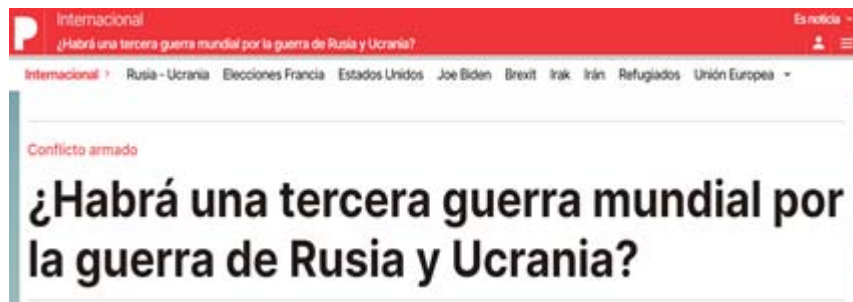 P
Internacional
Es noticia
¿Habrá una tercera guerra mundial por la guerra de Rusia y Ucrania?
Internacional > Rusia - Ucrania Elecciones Francia Estados Unidos Joe Biden Brexit Irak Irán Refugiados Unión Europea
Conflicto armado
¿Habrá una tercera guerra mundial por
la guerra de Rusia y Ucrania?